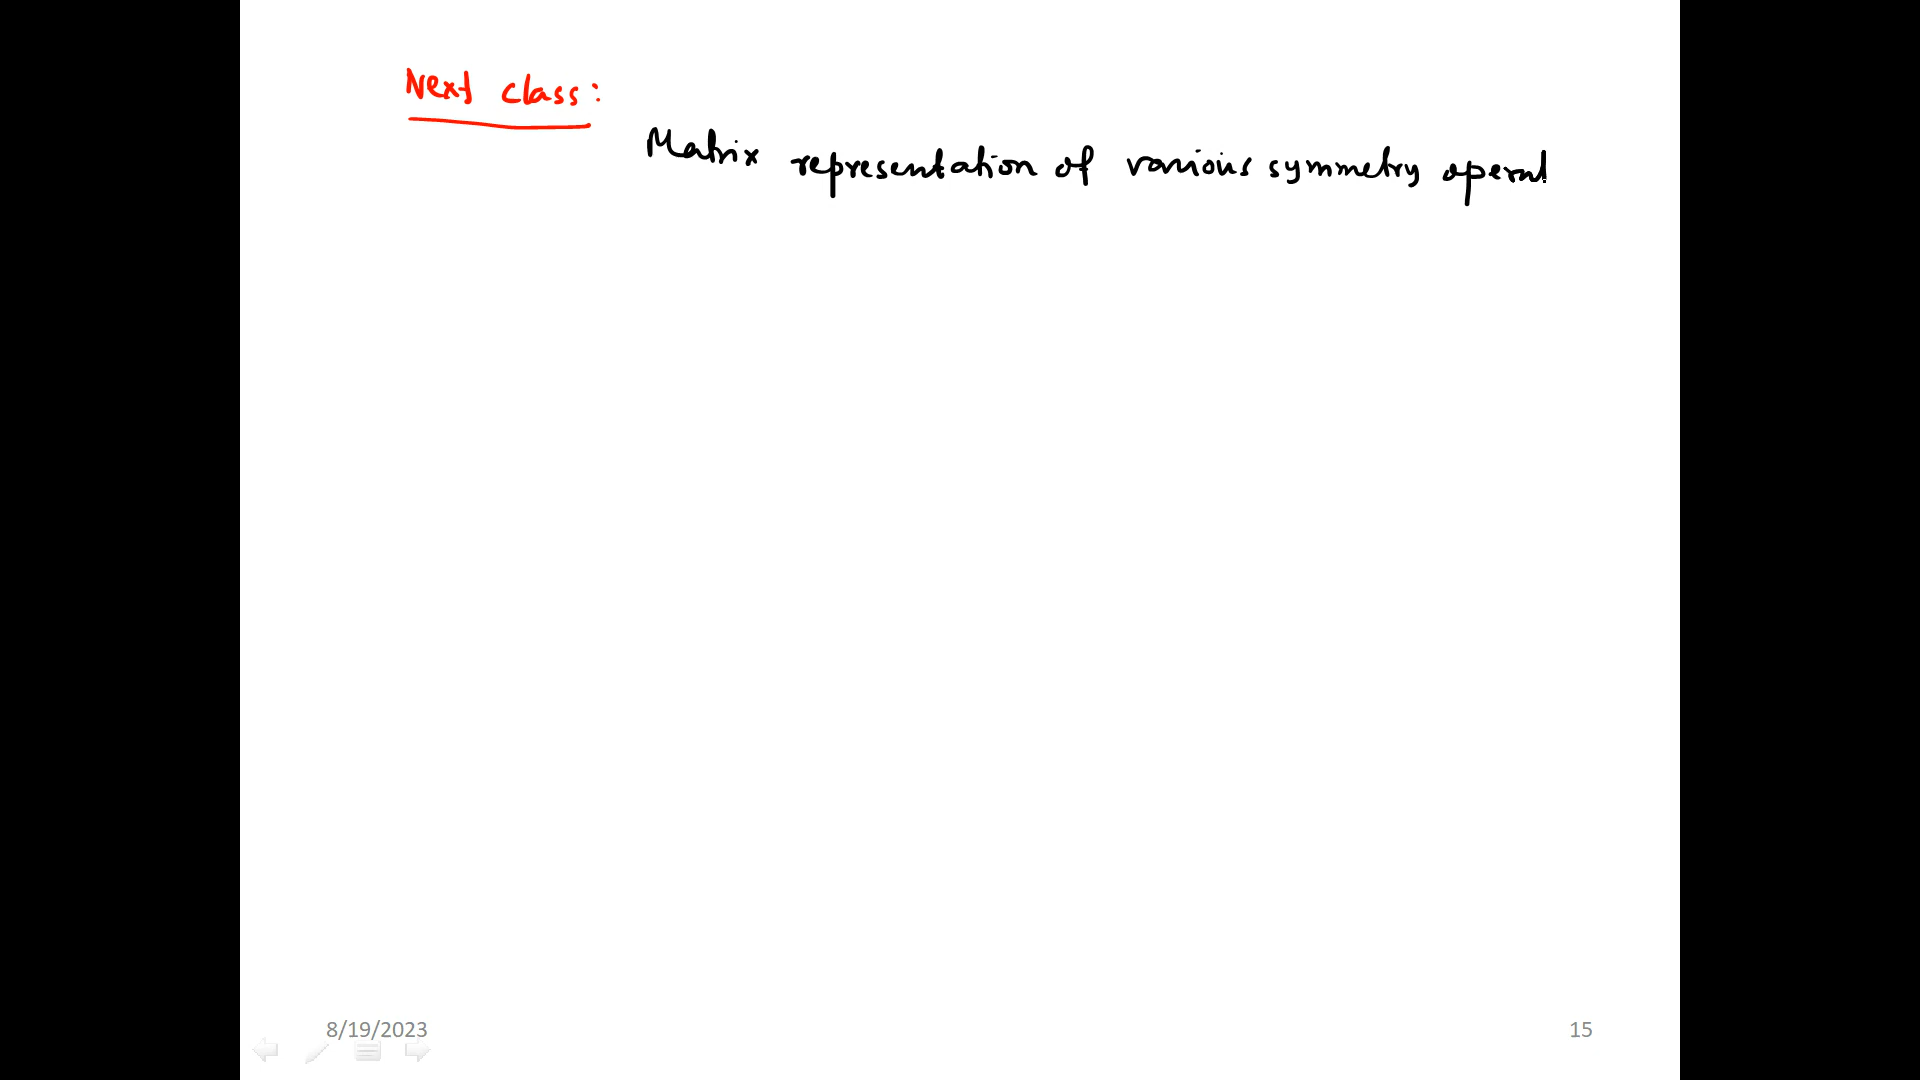 Next class:
Matrix representation of various symmetry operat
8/19/2023
15